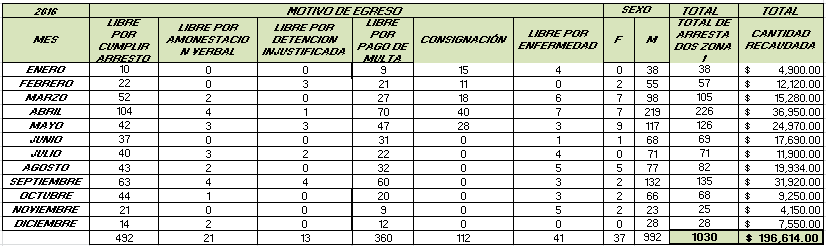 2016 MOTIVO DE EGRESO SEXO TOTAL TOTAL
MES LIBRE POR CUMPLIR ARRESTO LIBRE POR AMONESTACIO N VERBAL LIBRE POR DETENCION INJUSTIFICADA LIBRE POR PAGO DE MULTA CONSIGNACIÓN LIBRE POR ENFERMEDAD F M TOTAL DE ARRESTA DOS ZONA 1 CANTIDAD RECAUDADA
ENERO 10 0 0 9 15 4 0 38 38 $ 4,900.00
FEBRERO 22 0 3 21 11 0 2 55 57 $ 12,120.00
MARZO 52 2 0 27 18 6 7 98 105 $ 15,280.00
ABRIL 104 4 1 70 40 7 7 219 226 $ 36,950.00
MAYO 42 3 3 47 28 3 9 117 126 $ 24,970.00
JUNIO 37 0 0 31 0 1 1 68 69 $ 17,690.00
JULIO 40 3 2 22 0 4 0 71 71 $ 11,900.00
AGOSTO 43 2 0 32 0 5 5 77 82 $ 19,934.00
SEPTIEMBRE 63 4 4 60 0 3 2 132 135 $ 31,920.00
OCTUBRE 44 1 0 20 0 3 2 66 68 $ 9,250.00
NOVIEMBRE 21 0 0 9 0 5 2 23 25 $ 4,150.00
DICIEMBRE 14 2 0 12 0 0 0 28 28 $ 7,550.00
492 21 13 360 112 41 37 992 1030 $ 196,614.00